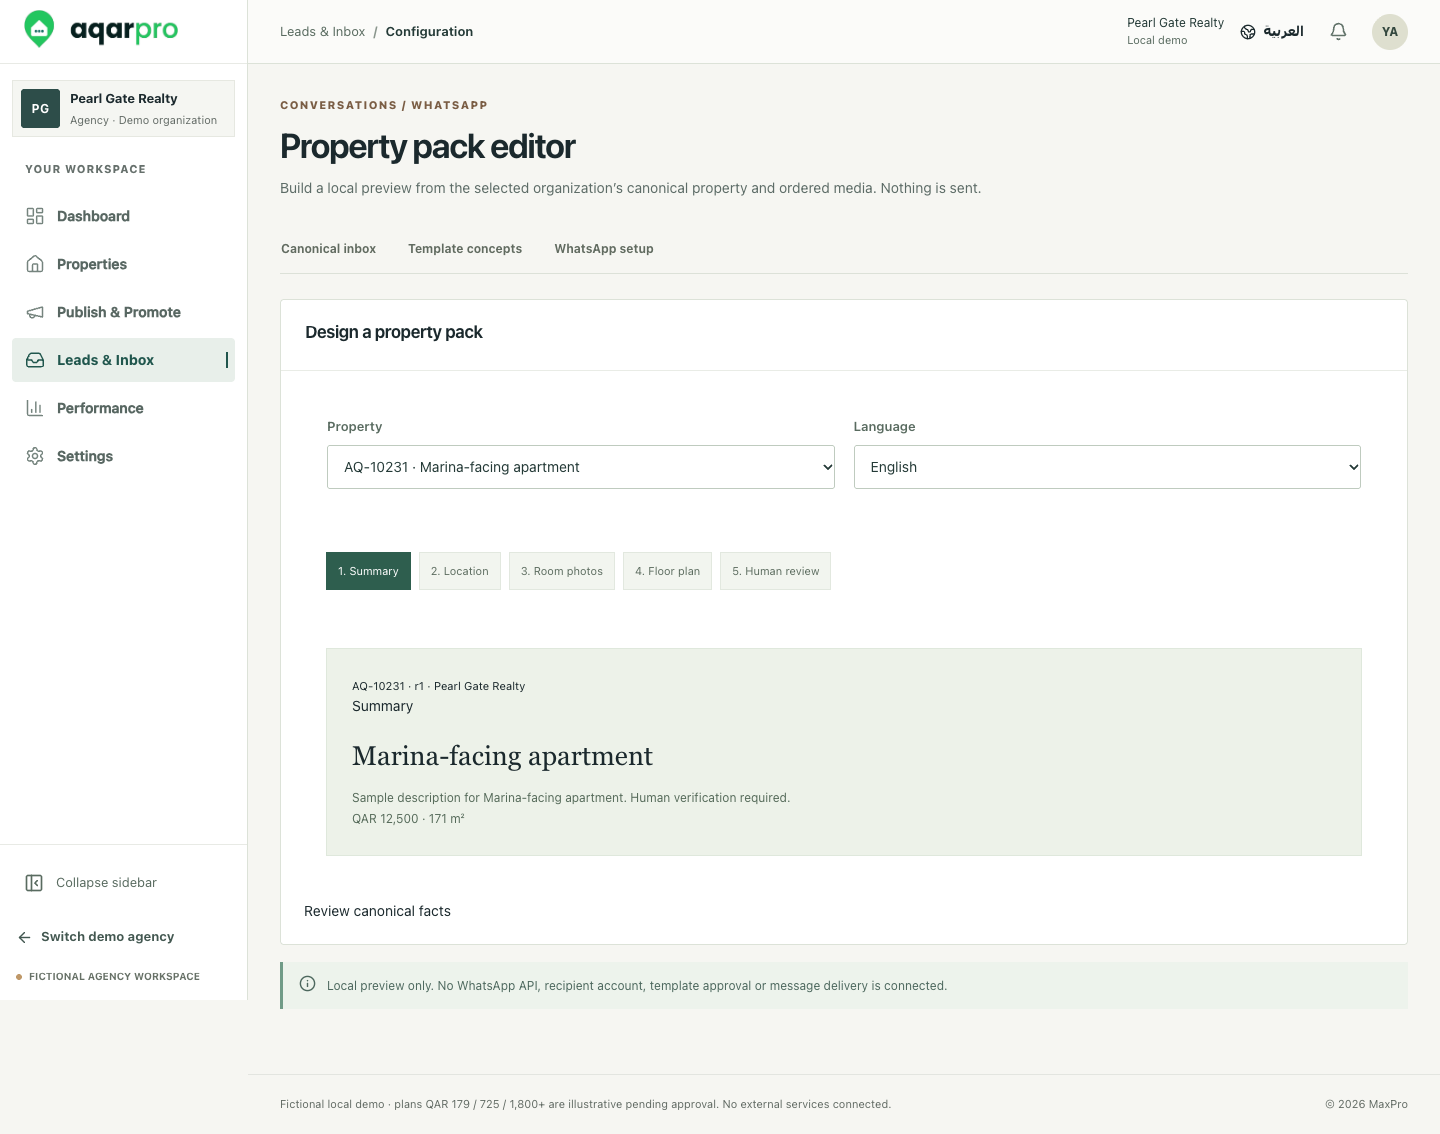 aqarpro
Leads & Inbox / Configuration
Pearl Gate Realty
Local demo
العربية
YA
PG
Pearl Gate Realty
Agency · Demo organization
YOUR WORKSPACE
Dashboard
Properties
Publish & Promote
Leads & Inbox
Performance
Settings
Collapse sidebar
Switch demo agency
FICTIONAL AGENCY WORKSPACE
CONVERSATIONS / WHATSAPP
Property pack editor
Build a local preview from the selected organization's canonical property and ordered media. Nothing is sent.
Canonical inbox
Template concepts
WhatsApp setup
Design a property pack
Property
Language
AQ-10231 · Marina-facing apartment
English
1. Summary
2. Location
3. Room photos
4. Floor plan
5. Human review
AQ-10231 · r1 · Pearl Gate Realty
Summary
Marina-facing apartment
Sample description for Marina-facing apartment. Human verification required.
QAR 12,500 · 171 m²
Review canonical facts
Local preview only. No WhatsApp API, recipient account, template approval or message delivery is connected.
Fictional local demo · plans QAR 179 / 725 / 1,800+ are illustrative pending approval. No external services connected.
© 2026 MaxPro